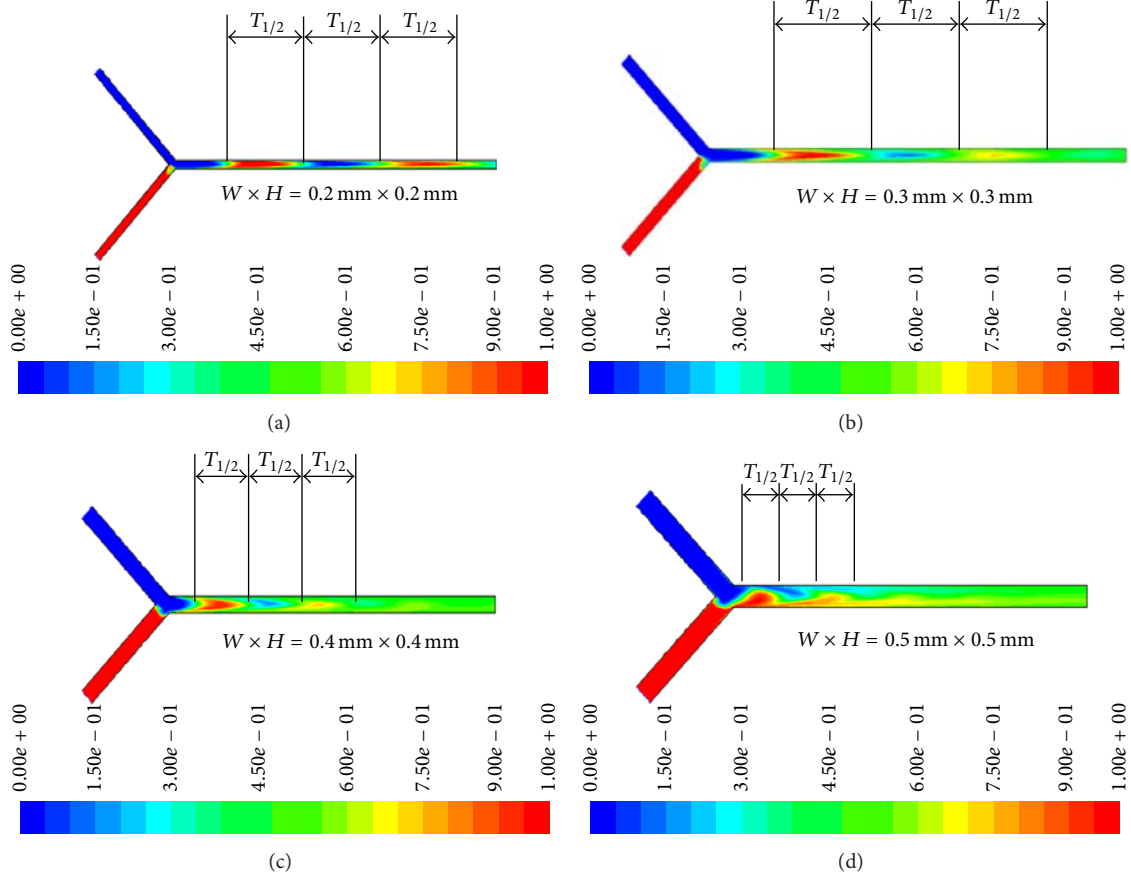 T1/2 T1/2 T1/2
W × H = 0.2 mm × 0.2 mm
0.00e + 00
1.50e − 01
3.00e − 01
4.50e − 01
6.00e − 01
7.50e − 01
9.00e − 01
1.00e + 00
(a)
T1/2 T1/2 T1/2
W × H = 0.3 mm × 0.3 mm
0.00e + 00
1.50e − 01
3.00e − 01
4.50e − 01
6.00e − 01
7.50e − 01
9.00e − 01
1.00e + 00
(b)
T1/2 T1/2 T1/2
W × H = 0.4 mm × 0.4 mm
0.00e + 00
1.50e − 01
3.00e − 01
4.50e − 01
6.00e − 01
7.50e − 01
9.00e − 01
1.00e + 00
(c)
T1/2 T1/2 T1/2
W × H = 0.5 mm × 0.5 mm
0.00e + 00
1.50e − 01
3.00e − 01
4.50e − 01
6.00e − 01
7.50e − 01
9.00e − 01
1.00e + 00
(d)